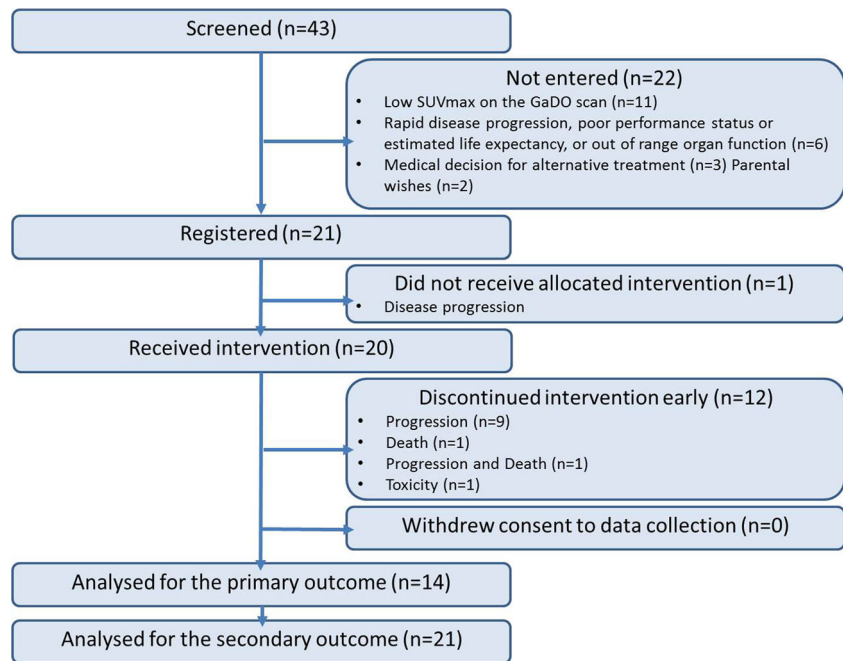 Screened (n=43)
Not entered (n=22)
• Low SUVmax on the GaDO scan (n=11)
• Rapid disease progression, poor performance status or
estimated life expectancy, or out of range organ function (n=6)
• Medical decision for alternative treatment (n=3) Parental
wishes (n=2)
Registered (n=21)
Did not receive allocated intervention (n=1)
• Disease progression
Received intervention (n=20)
Discontinued intervention early (n=12)
• Progression (n=9)
• Death (n=1)
• Progression and Death (n=1)
• Toxicity (n=1)
Withdrew consent to data collection (n=0)
Analysed for the primary outcome (n=14)
Analysed for the secondary outcome (n=21)